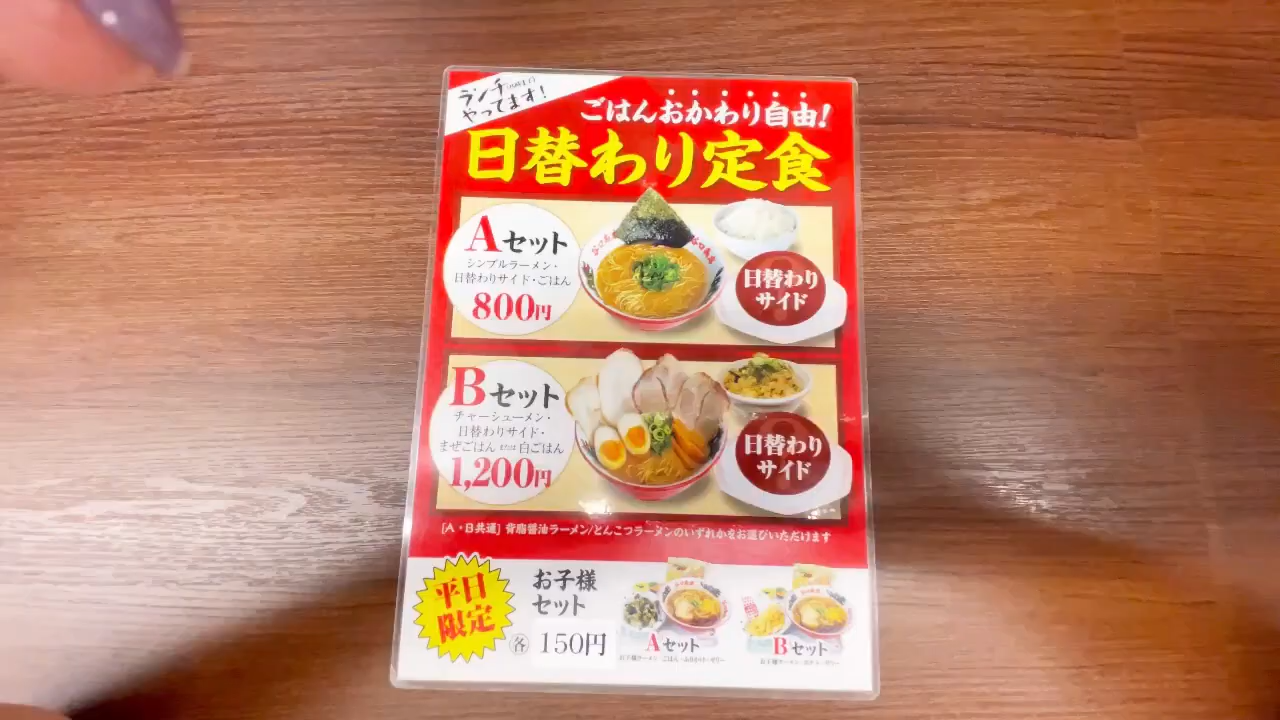 ランチ
やってます!
ごはんおかわり自由!
日替わり定食
Aセット
シンプルラーメン・
日替わりサイド・ごはん
800円
日替わり
サイド
Bセット
チャーシューメン・
日替わりサイド・
まぜごはん または 白ごはん
1,200円
日替わり
サイド
[A・B共通] 背脂醤油ラーメン/とんこつラーメンのいずれかをお選びいただけます
平日
限定
お子様
セット
各 150円
Aセット
Bセット